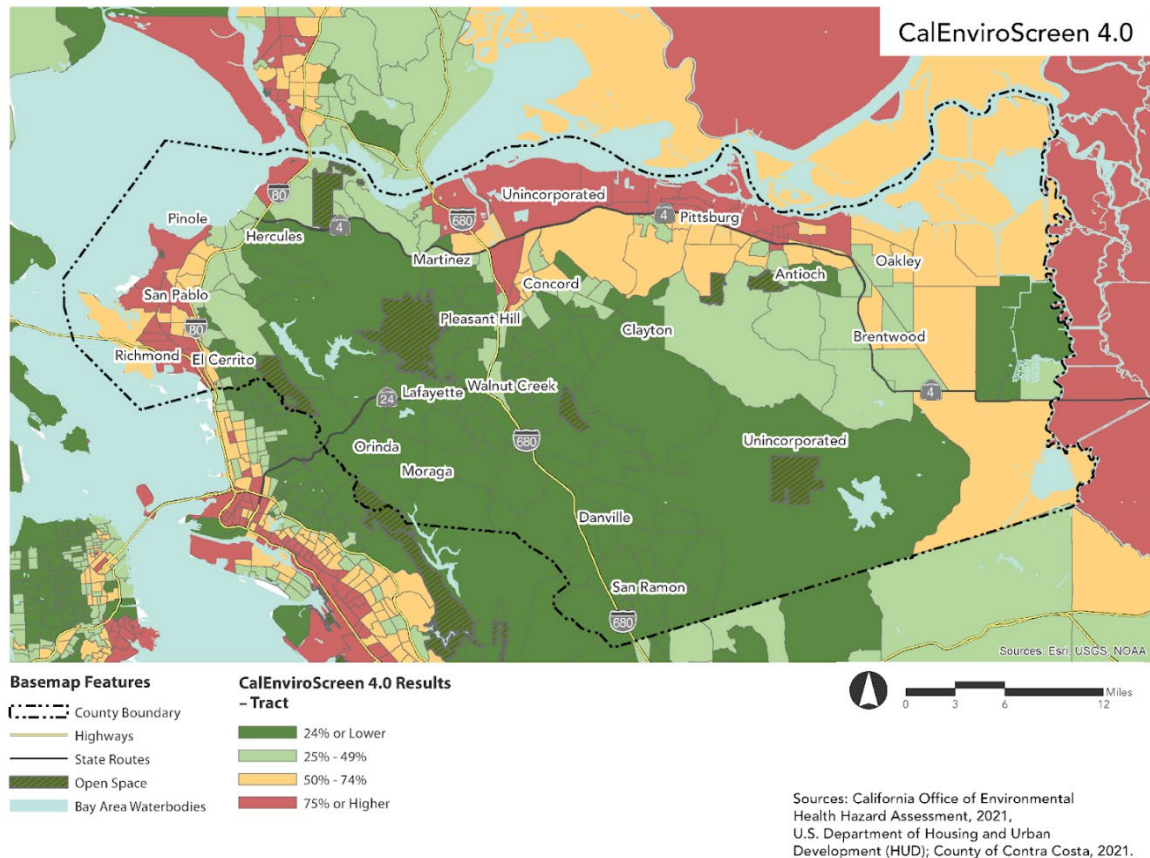 CalEnviroScreen 4.0
Unincorporated
80
Pinole
680
4
Pittsburg
Hercules
4
Martinez
Oakley
Antioch
Concord
San Pablo
Pleasant Hill
Clayton
Brentwood
80
Richmond
El Cerrito
Walnut Creek
Lafayette
24
4
680
Orinda
Unincorporated
Moraga
Danville
San Ramon
680
Sources: Esri, USGS, NOAA
Basemap Features
County Boundary
Highways
State Routes
Open Space
Bay Area Waterbodies
CalEnviroScreen 4.0 Results
– Tract
24% or Lower
25% - 49%
50% - 74%
75% or Higher
Miles
0 3 6 12
Sources: California Office of Environmental
Health Hazard Assessment, 2021,
U.S. Department of Housing and Urban
Development (HUD); County of Contra Costa, 2021.